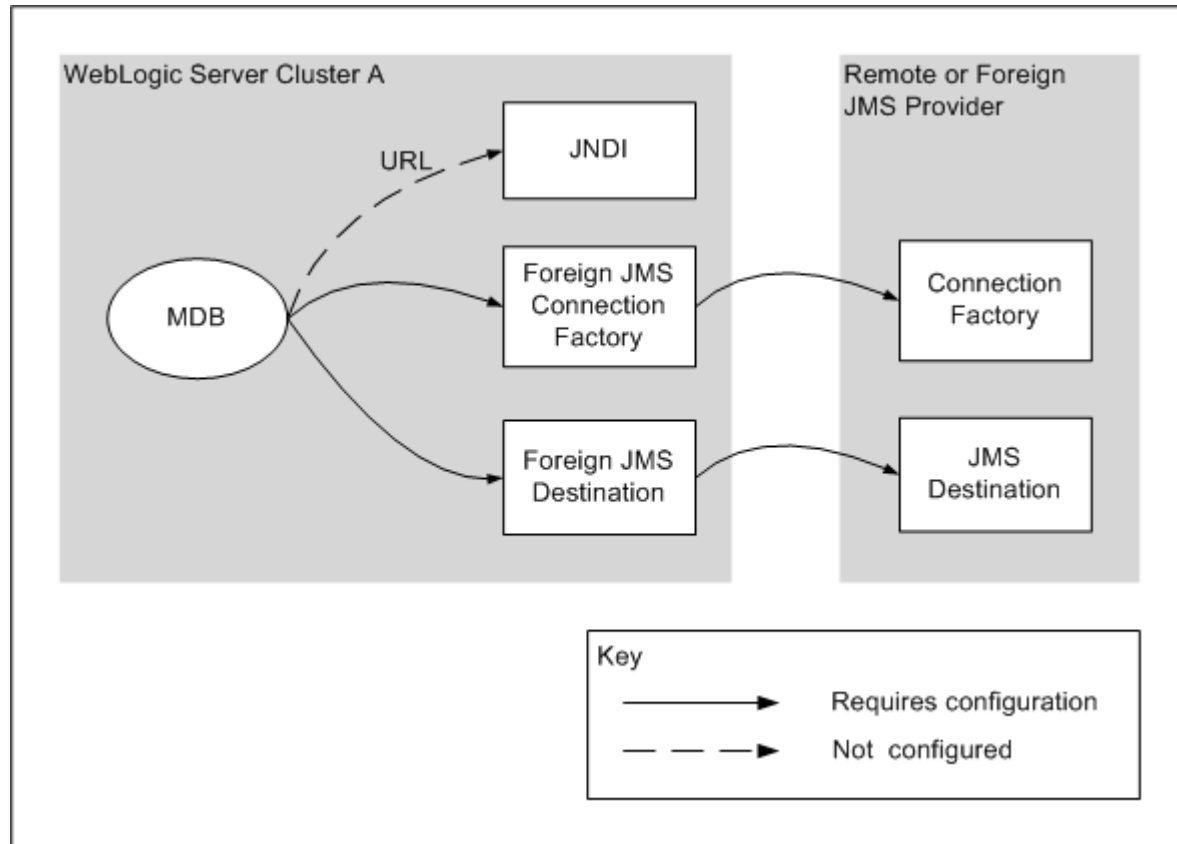 WebLogic Server Cluster A
Remote or Foreign
JMS Provider
URL
JNDI
MDB
Foreign JMS
Connection
Factory
Connection
Factory
Foreign JMS
Destination
JMS
Destination
Key
Requires configuration
Not configured